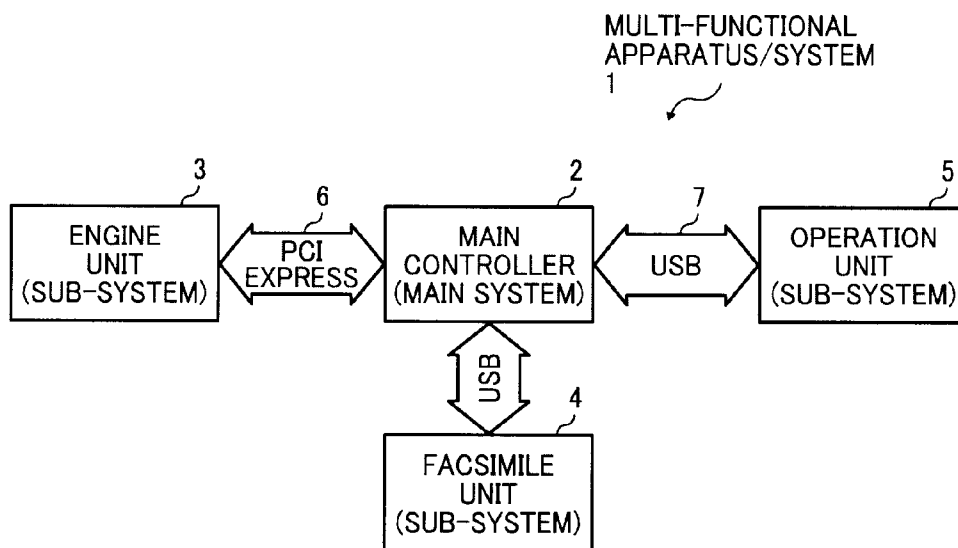 MULTI-FUNCTIONAL
APPARATUS/SYSTEM
1
3
6
2
7
5
ENGINE
UNIT
(SUB-SYSTEM)
PCI
EXPRESS
MAIN
CONTROLLER
(MAIN SYSTEM)
USB
OPERATION
UNIT
(SUB-SYSTEM)
USB
4
FACSIMILE
UNIT
(SUB-SYSTEM)